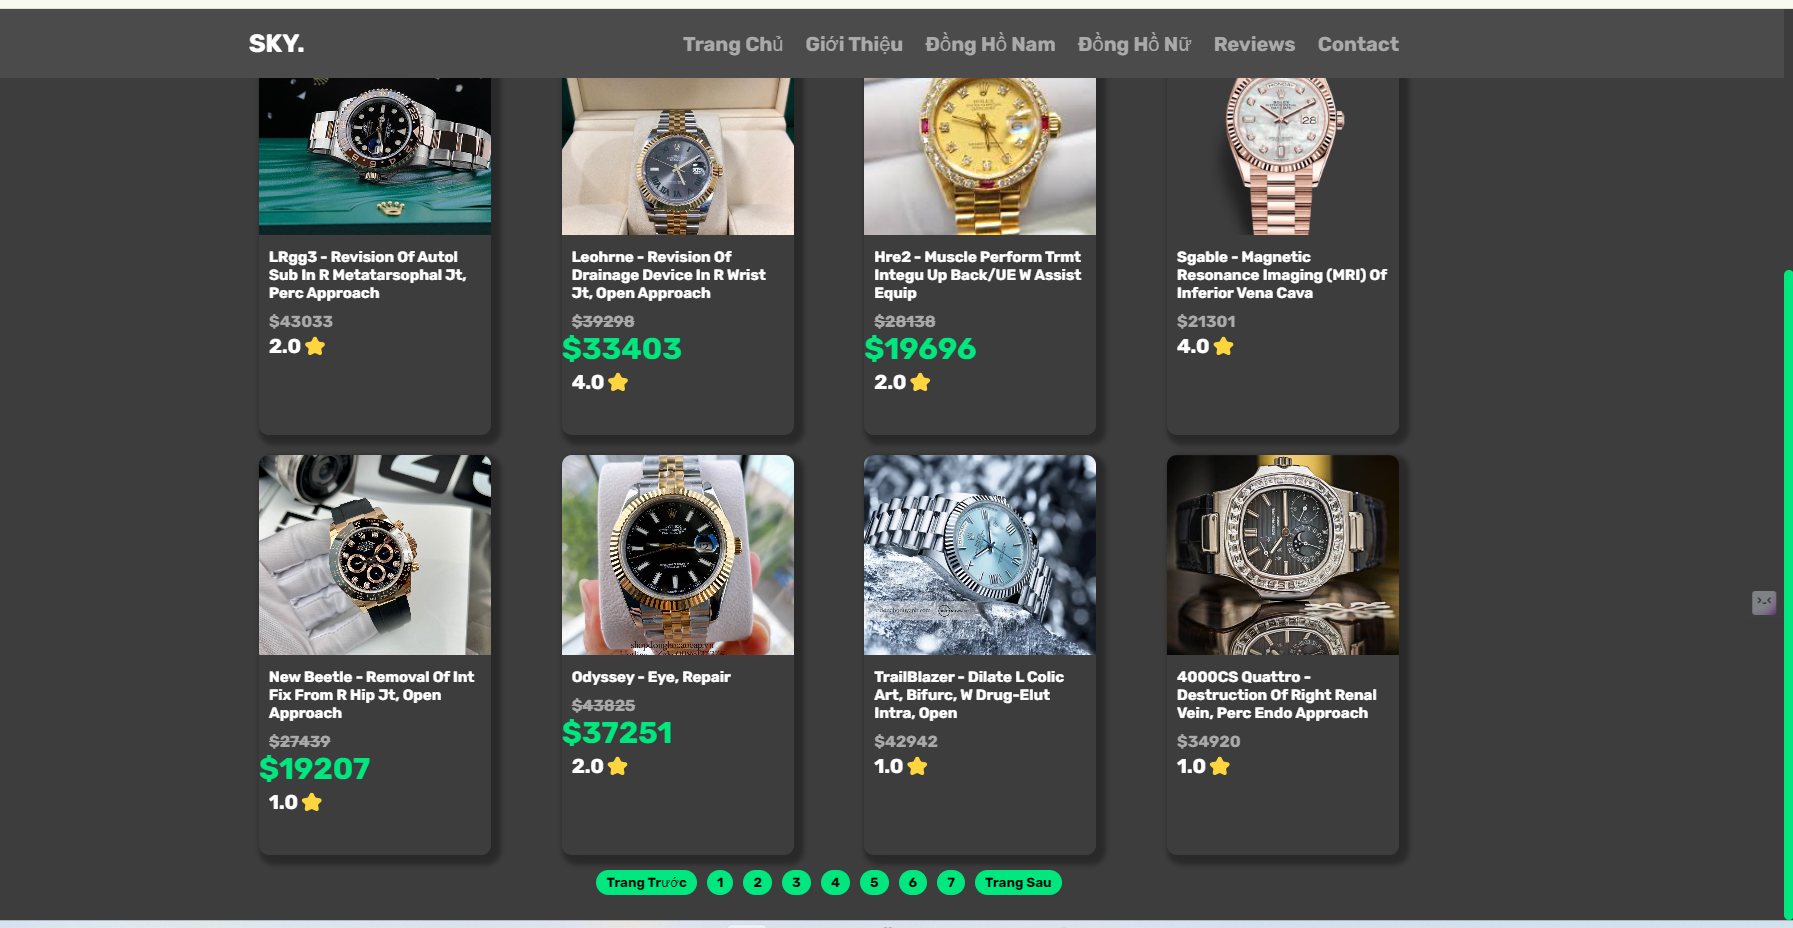 SKY.
Trang Chủ Giới Thiệu Đồng Hồ Nam Đồng Hồ Nữ Reviews Contact
28
LRgg3 - Revision Of Autol
Sub In R Metatarsophal Jt,
Perc Approach
$43033
2.0
Leohrne - Revision Of
Drainage Device In R Wrist
Jt, Open Approach
$39298
$33403
4.0
Hre2 - Muscle Perform Trmt
Integu Up Back/UE W Assist
Equip
$28138
$19696
2.0
Sgable - Magnetic
Resonance Imaging (MRI) Of
Inferior Vena Cava
$21301
4.0
New Beetle - Removal Of Int
Fix From R Hip Jt, Open
Approach
$27439
$19207
1.0
Odyssey - Eye, Repair
$43825
$37251
2.0
TrailBlazer - Dilate L Colic
Art, Bifurc, W Drug-Elut
Intra, Open
$42942
1.0
4000CS Quattro -
Destruction Of Right Renal
Vein, Perc Endo Approach
$34920
1.0
Trang Trước 1 2 3 4 5 6 7 Trang Sau